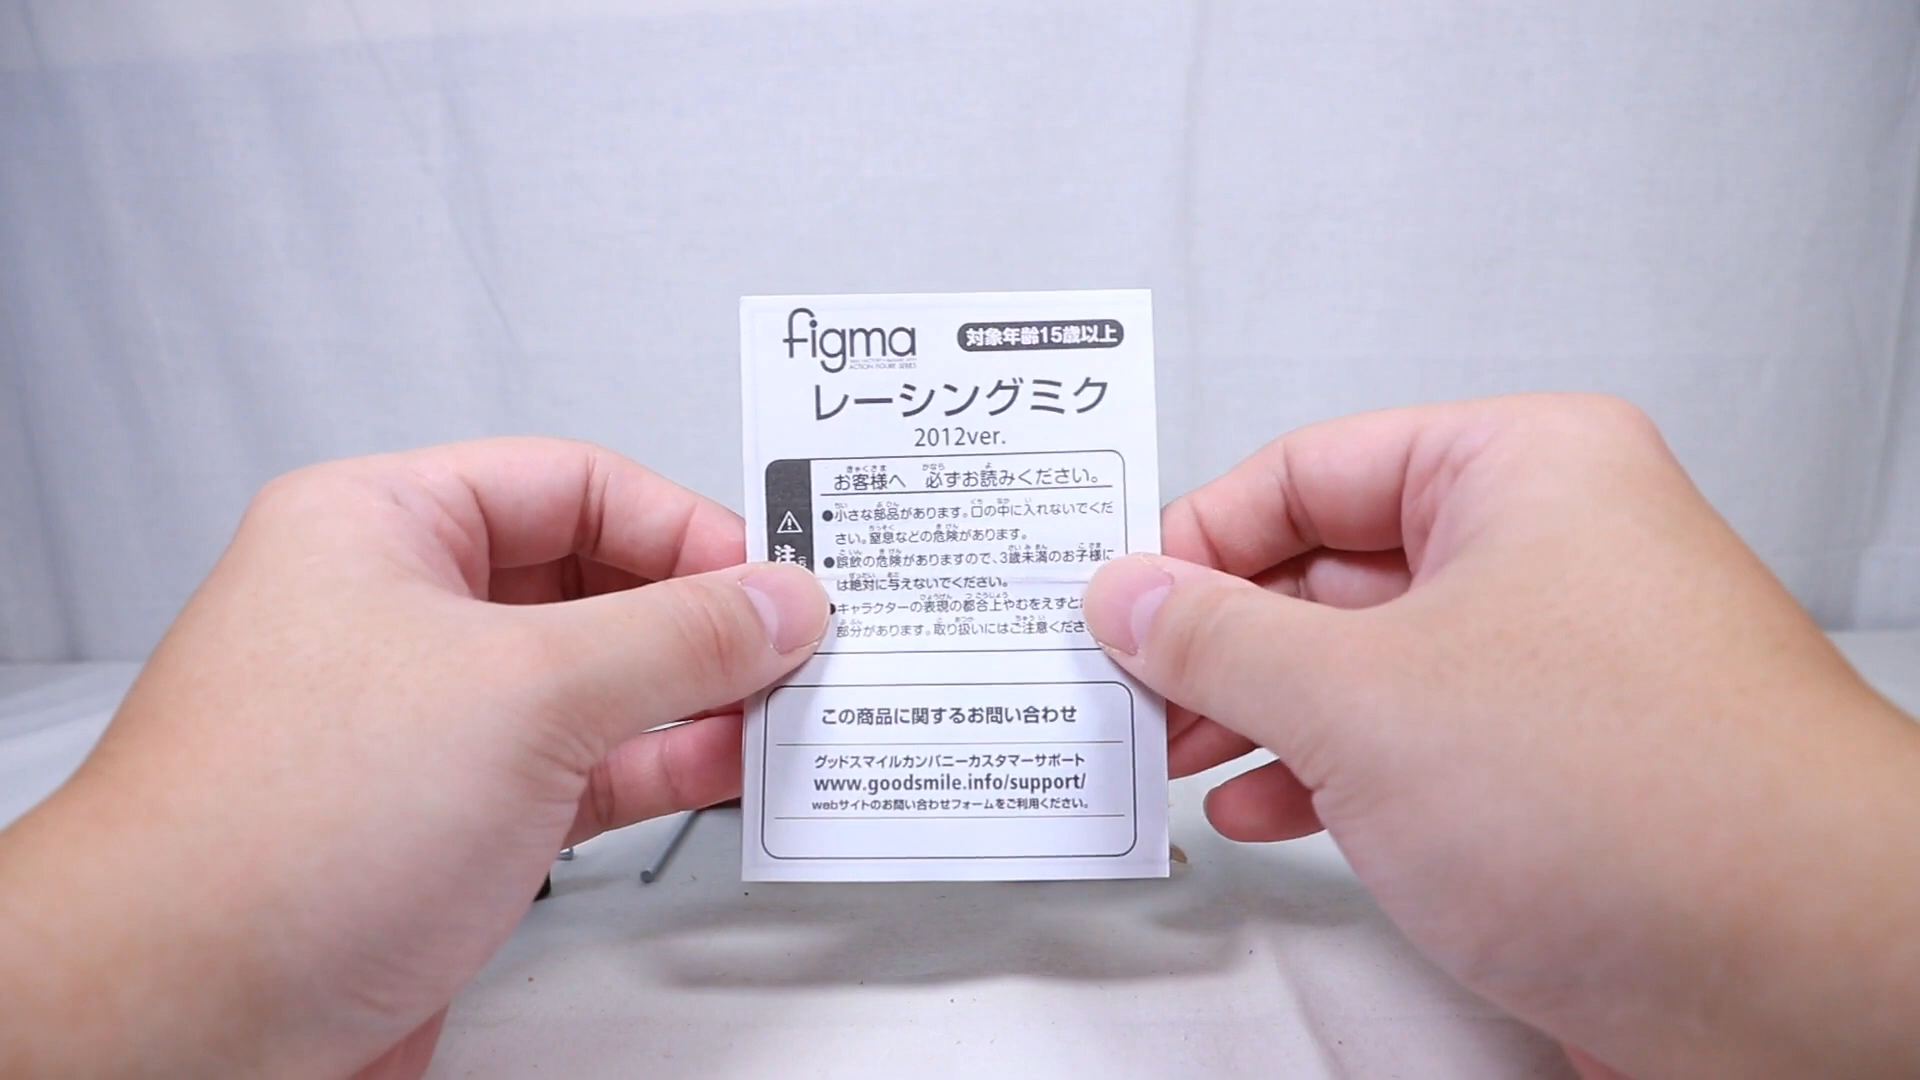 figma
ACTION FIGURE SERIES
対象年齢15歳以上
レーシングミク
2012ver.
お客様へ 必ずお読みください。
●小さな部品があります。口の中に入れないでくだ
さい。窒息などの危険があります。
●誤飲の危険がありますので、3歳未満のお子様に
は絶対に与えないでください。
●キャラクターの表現の都合上やむをえずと
部分があります。取り扱いにはご注意くださ
注
この商品に関するお問い合わせ
グッドスマイルカンパニーカスタマーサポート
www.goodsmile.info/support/
webサイトのお問い合わせフォームをご利用ください。